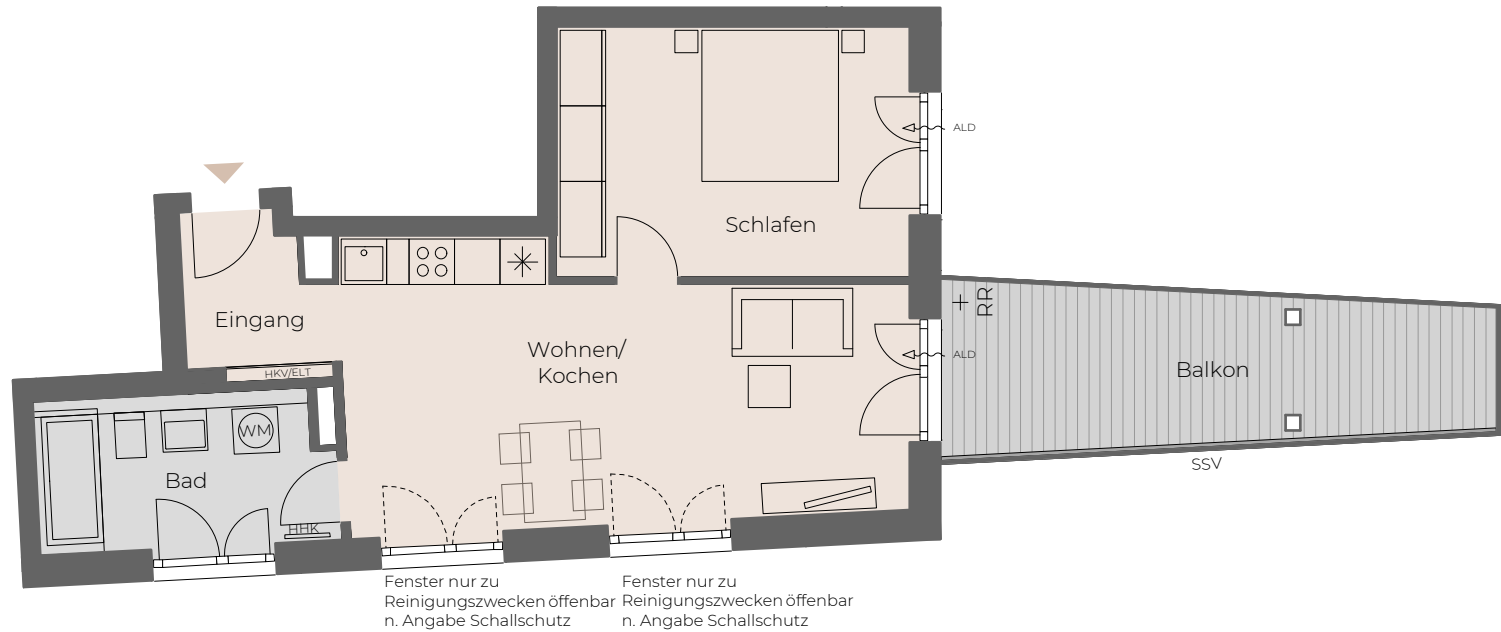 ALD
Schlafen
RR
Eingang
Wohnen/
Kochen
ALD
Balkon
HKV/ELT
WM
Bad
SSV
HHK
Fenster nur zu
Reinigungszwecken öffenbar
n. Angabe Schallschutz
Fenster nur zu
Reinigungszwecken öffenbar
n. Angabe Schallschutz